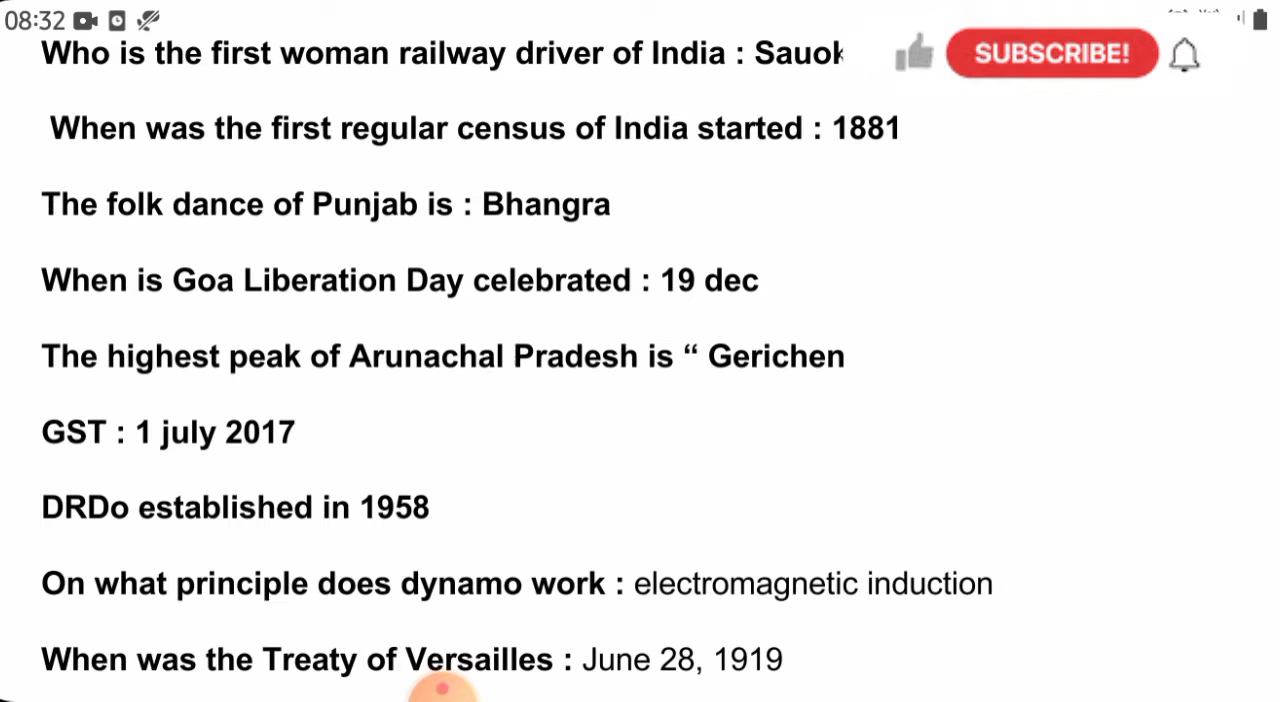 08:32
Who is the first woman railway driver of India :
SUBSCRIBE!
When was the first regular census of India started : 1881
The folk dance of Punjab is : Bhangra
When is Goa Liberation Day celebrated : 19 dec
The highest peak of Arunachal Pradesh is “ Gerichen
GST : 1 july 2017
DRDo established in 1958
On what principle does dynamo work : electromagnetic induction
When was the Treaty of Versailles : June 28, 1919